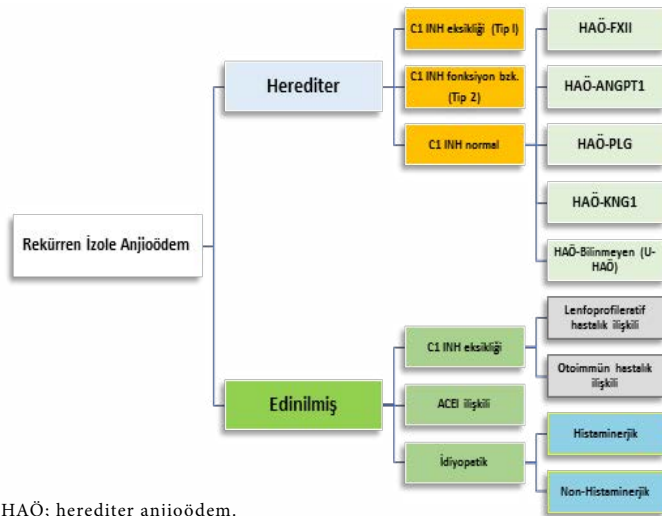 Rekürren İzole Anjioödem
Herediter
C1 INH eksikliği (Tip I)
C1 INH fonksiyon bzk.
(Tip 2)
C1 INH normal
HAÖ-FXII
HAÖ-ANGPT1
HAÖ-PLG
HAÖ-KNG1
HAÖ-Bilinmeyen (U-
HAÖ)
Edinilmiş
C1 INH eksikliği
Lenfoprofileratif
hastalık ilişkili
Otoimmün hastalık
ilişkili
ACEI ilişkili
İdiyopatik
Histaminerjik
Non-Histaminerjik
HAÖ; herediter anjioödem.